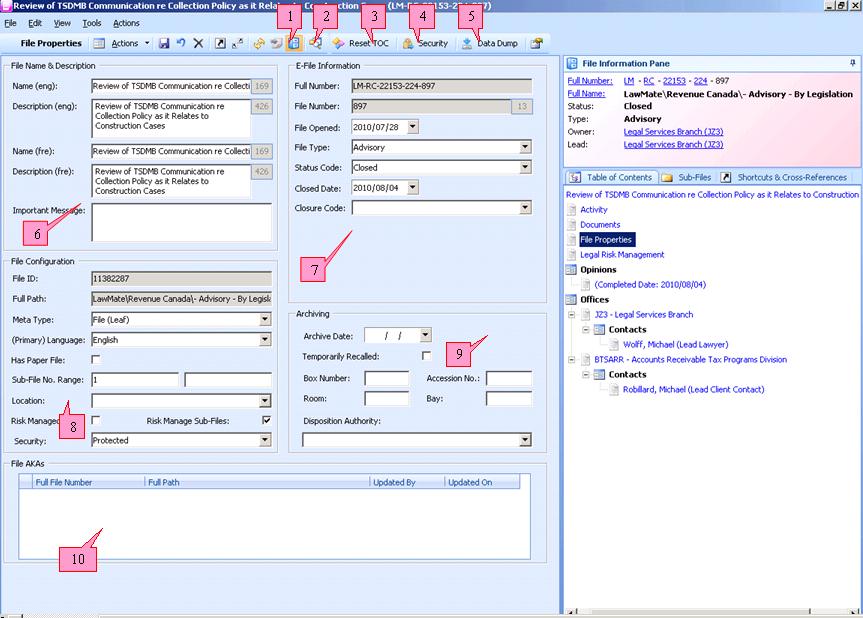 Review of TSDMB Communication re Collection Policy as it Relates to Construction Cases (LM-RC-22153-224-897)
File Edit View Tools Actions
File Properties Actions Reset TOC Security Data Dump
1 2 3 4 5
File Name & Description
Name (eng): Review of TSDMB Communication re Collecti 169
Description (eng): Review of TSDMB Communication re 426
Collection Policy as it Relates to
Construction Cases
Name (fre): Review of TSDMB Communication re Collecti 169
Description (fre): Review of TSDMB Communication re 426
Collection Policy as it Relates to
Construction Cases
Important Message:
6
E-File Information
Full Number: LM-RC-22153-224-897
File Number: 897 13
File Opened: 2010/07/28
File Type: Advisory
Status Code: Closed
Closed Date: 2010/08/04
Closure Code:
7
File Configuration
File ID: 11382287
Full Path: LawMate\Revenue Canada\- Advisory - By Legisl
Meta Type: File (Leaf)
(Primary) Language: English
Has Paper File:
Sub-File No. Range: 1
Location:
Risk Managed
Risk Manage Sub-Files:
Security: Protected
8
Archiving
Archive Date: / /
Temporarily Recalled:
9
Box Number: Accession No.:
Room: Bay:
Disposition Authority:
File AKAs
Full File Number Full Path Updated By Updated On
10
File Information Pane
Full Number: LM - RC - 22153 - 224 - 897
Full Name: LawMate\Revenue Canada\- Advisory - By Legislation
Status: Closed
Type: Advisory
Owner: Legal Services Branch (JZ3)
Lead: Legal Services Branch (JZ3)
Table of Contents Sub-Files Shortcuts & Cross-References
Review of TSDMB Communication re Collection Policy as it Relates to Construction
Activity
Documents
File Properties
Legal Risk Management
Opinions
(Completed Date: 2010/08/04)
Offices
JZ3 - Legal Services Branch
Contacts
Wolff, Michael (Lead Lawyer)
BTSARR - Accounts Receivable Tax Programs Division
Contacts
Robillard, Michael (Lead Client Contact)